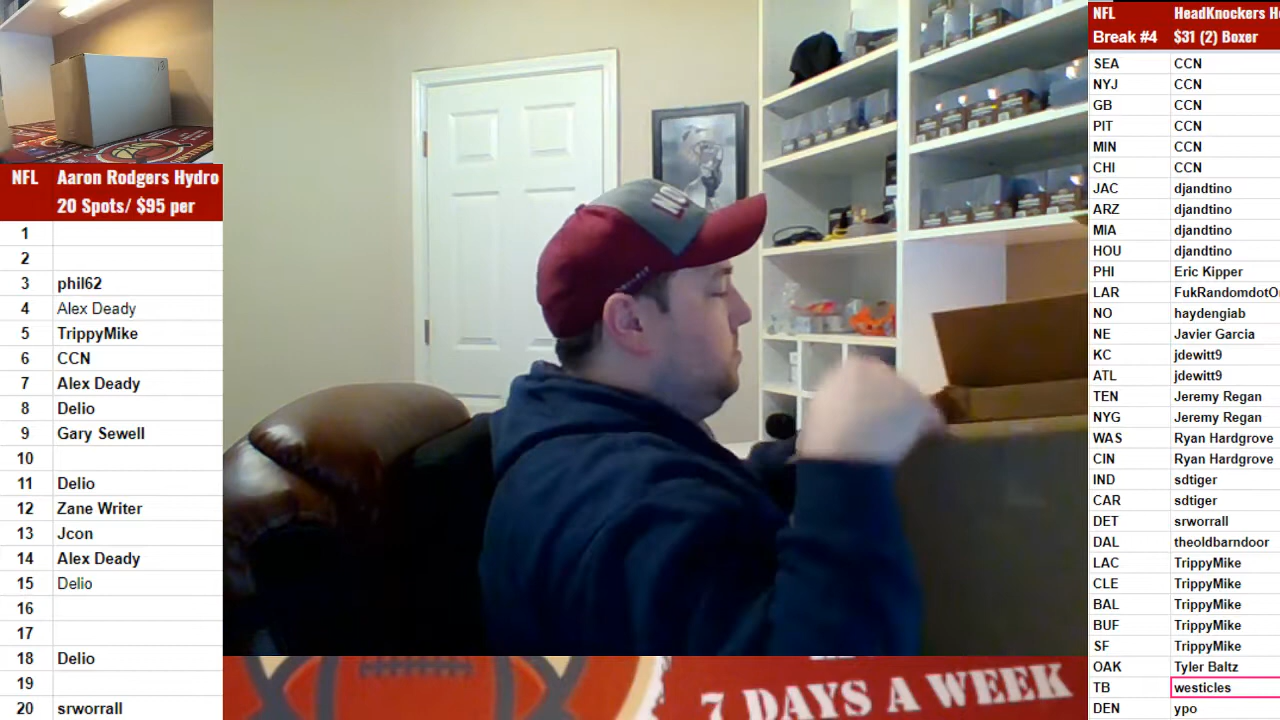 NFL Aaron Rodgers Hydro
20 Spots/ $95 per
1
2
3 phil62
4 Alex Deady
5 TrippyMike
6 CCN
7 Alex Deady
8 Delio
9 Gary Sewell
10
11 Delio
12 Zane Writer
13 Jcon
14 Alex Deady
15 Delio
16
17
18 Delio
19
20 srworrall
NO
7 DAYS A WEEK
NFL HeadKnockers
Break #4 $31 (2) Boxer
SEA CCN
NYJ CCN
GB CCN
PIT CCN
MIN CCN
CHI CCN
JAC djandtino
ARZ djandtino
MIA djandtino
HOU djandtino
PHI Eric Kipper
LAR
NO haydengiab
NE Javier Garcia
KC jdewitt9
ATL jdewitt9
TEN Jeremy Regan
NYG Jeremy Regan
WAS Ryan Hardgrove
CIN Ryan Hardgrove
IND sdtiger
CAR sdtiger
DET srworrall
DAL theoldbarndoor
LAC TrippyMike
CLE TrippyMike
BAL TrippyMike
BUF TrippyMike
SF TrippyMike
OAK Tyler Baltz
TB westicles
DEN ypo